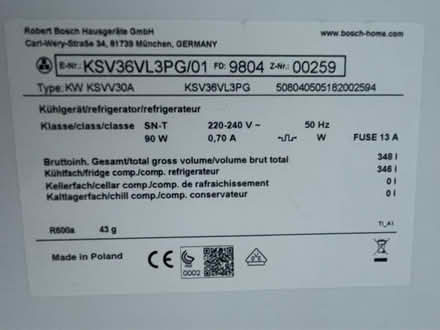 Robert Bosch Hausgeräte GmbH
www.bosch-home.com
Carl-Wery-Straße 34, 81739 München, GERMANY
E-Nr.: KSV36VL3PG/01 FD: 9804 Z-Nr.: 00259
Type: KW KSVV30A KSV36VL3PG 508040505182002594
Kühlgerät/refrigerator/refrigerateur
Klasse/class/classe SN-T 220-240 V ~ 50 Hz
90 W 0,70 A W FUSE 13 A
Bruttoinh. Gesamt/total gross volume/volume brut total 348 l
Kühlfach/fridge comp./comp. refrigerateur 346 l
Kellerfach/cellar comp./comp. de rafraichissement 0 l
Kaltlagerfach/chill comp./comp. conservateur 0 l
R600a 43 g
TI_A1
Made in Poland CE 0002